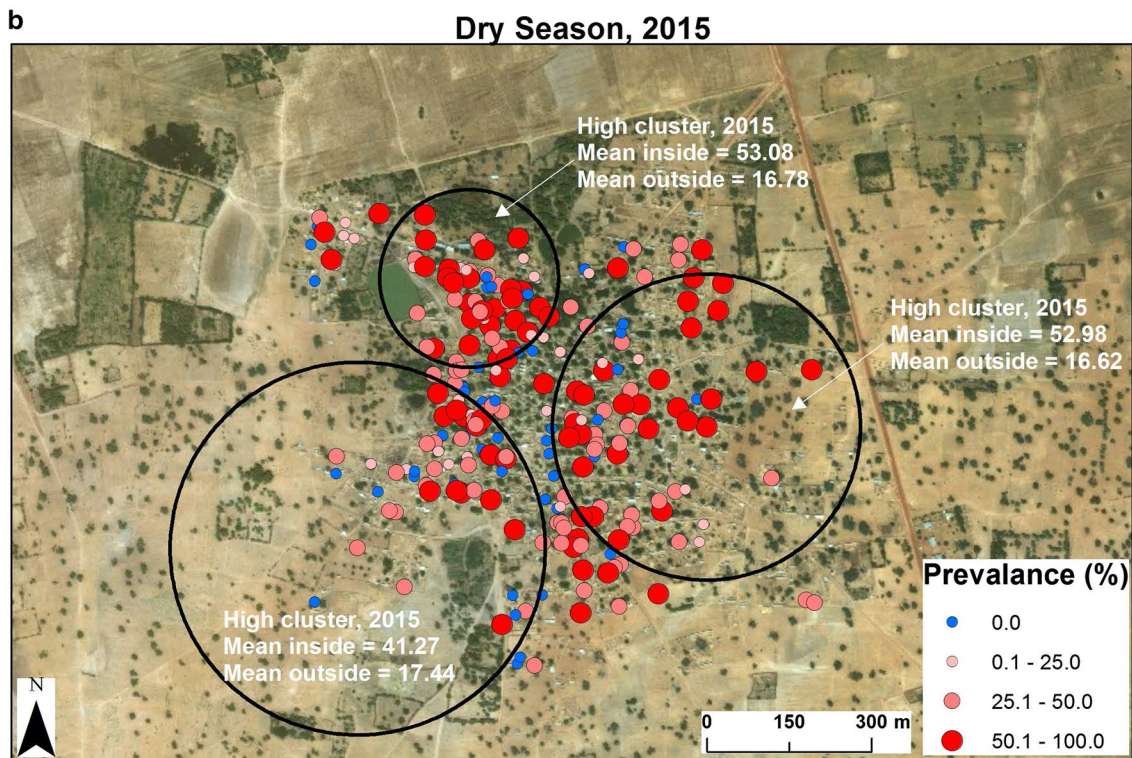 b
Dry Season, 2015
High cluster, 2015
Mean inside = 53.08
Mean outside = 16.78
High cluster, 2015
Mean inside = 52.98
Mean outside = 16.62
High cluster, 2015
Mean inside = 41.27
Mean outside = 17.44
N
0 150 300 m
Prevalance (%)
0.0
0.1 - 25.0
25.1 - 50.0
50.1 - 100.0